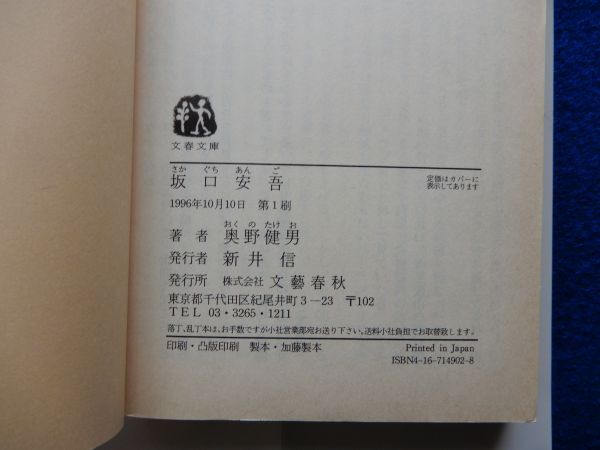 文春文庫
さか ぐち あん ご
坂口安吾
定価はカバーに
表示してあります
1996年10月10日 第1刷
おく の たけ お
著者 奥野健男
発行者 新井信
発行所 株式会社 文藝春秋
東京都千代田区紀尾井町3—23 〒102
TEL 03・3265・1211
落丁、乱丁本は、お手数ですが小社営業部宛お送り下さい。送料小社負担でお取替致します。
印刷・凸版印刷 製本・加藤製本
Printed in Japan
ISBN4-16-714902-8